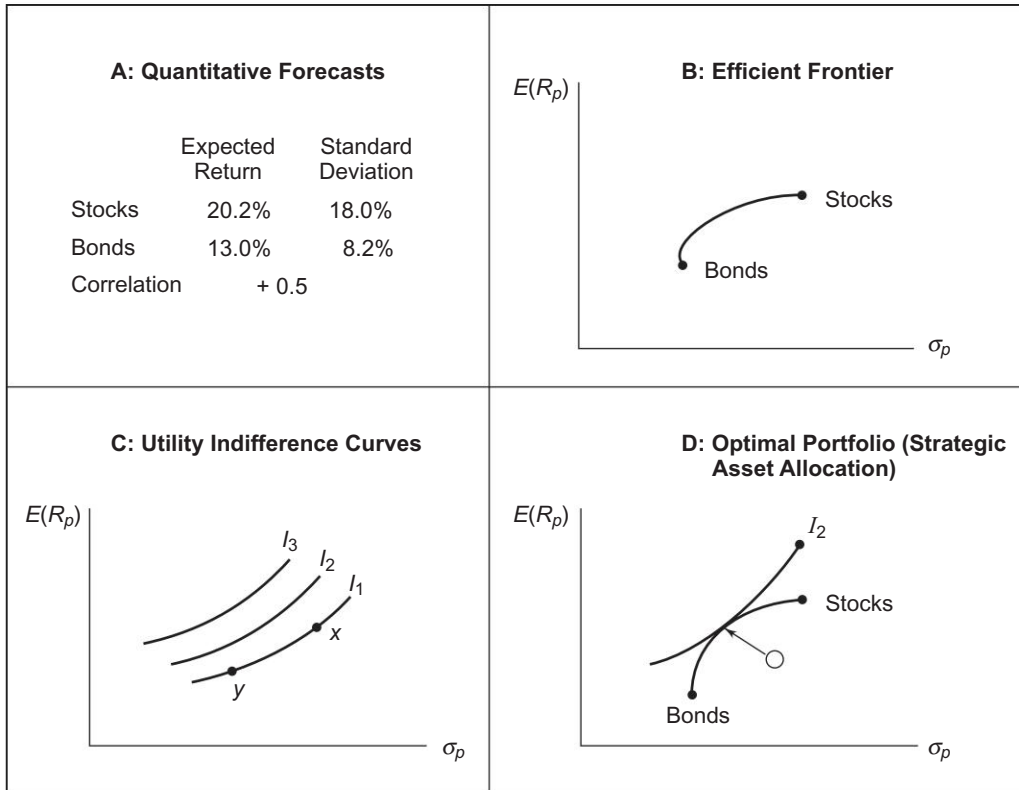 A: Quantitative Forecasts
Expected Return
Standard Deviation
Stocks 20.2% 18.0%
Bonds 13.0% 8.2%
Correlation + 0.5
B: Efficient Frontier
E(Rp)
Stocks
Bonds
σp
C: Utility Indifference Curves
E(Rp)
I3
I2
I1
x
y
σp
D: Optimal Portfolio (Strategic
Asset Allocation)
E(Rp)
I2
Stocks
Bonds
σp